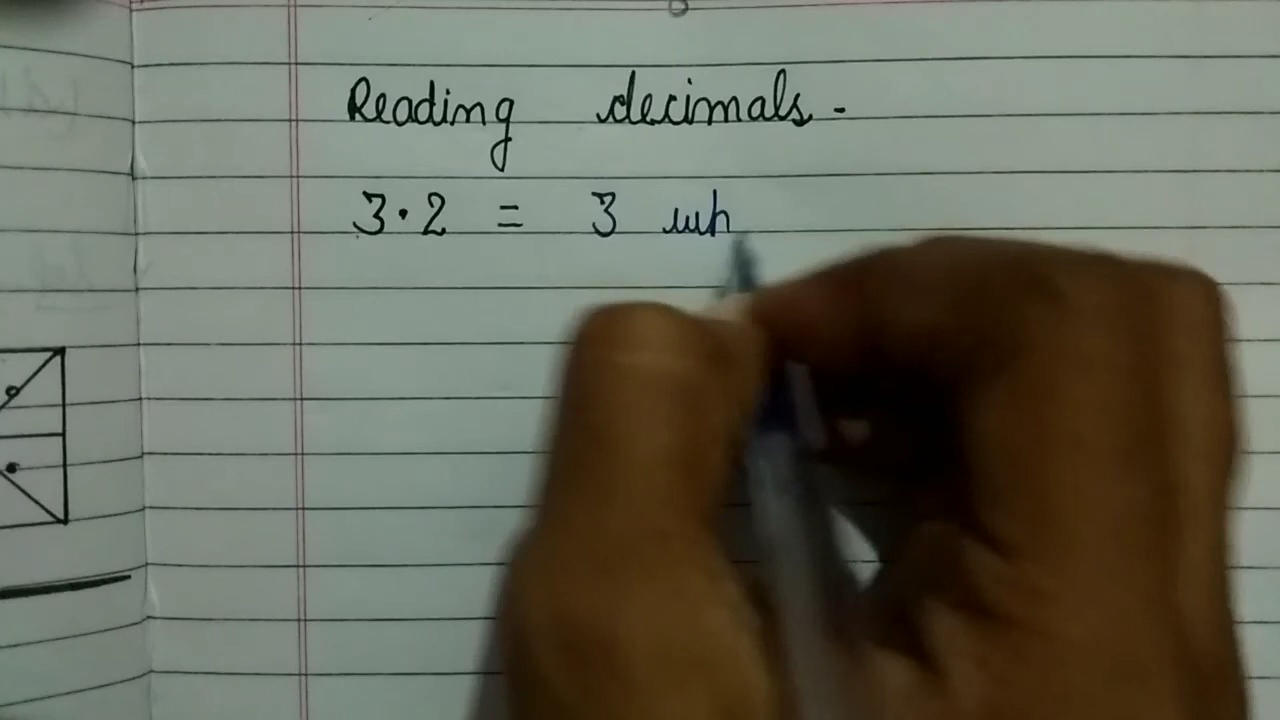 Reading decimals.
3.2 = 3 wh